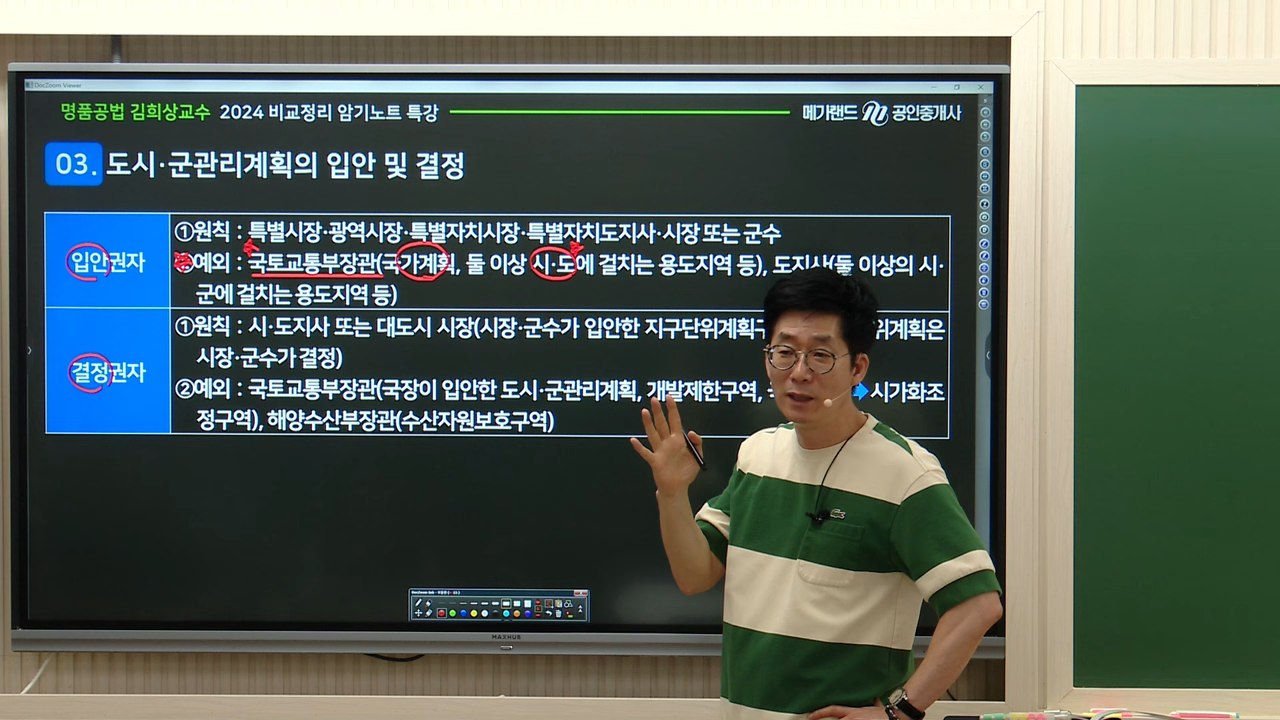 DocZoom Viewer
명품공법 김희상교수 2024 비교정리 암기노트 특강
메가랜드 공인중개사
03. 도시·군관리계획의 입안 및 결정
입안권자
①원칙 : 특별시장·광역시장·특별자치시장·특별자치도지사·시장 또는 군수
예외 : 국토교통부장관(국가계획, 둘 이상 시·도에 걸치는 용도지역 등), 도지사(둘 이상의 시·
군에 걸치는 용도지역 등)
결정권자
①원칙 : 시·도지사 또는 대도시 시장(시장·군수가 입안한 지구단위계획구 위계획은
시장·군수가 결정)
②예외 : 국토교통부장관(국장이 입안한 도시·군관리계획, 개발제한구역, 시가화조
정구역), 해양수산부장관(수산자원보호구역)
MAXHUB